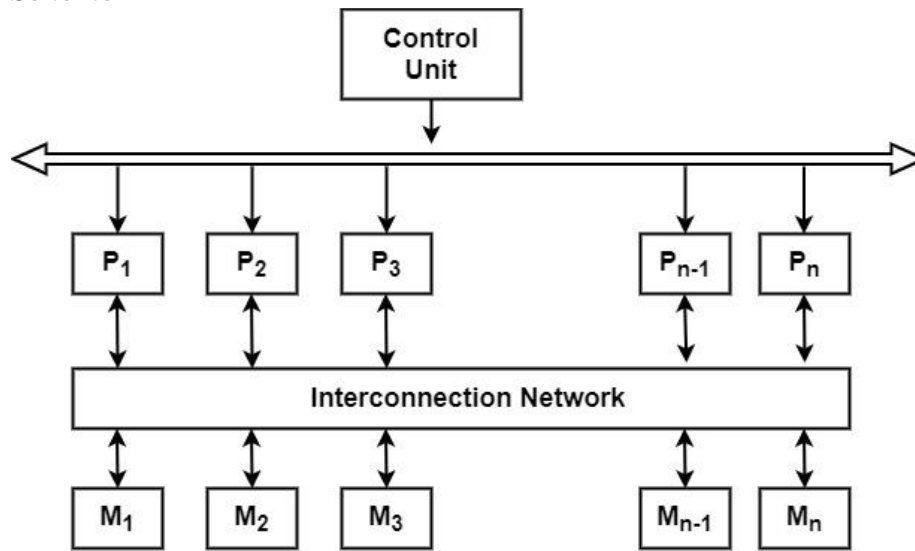 Control
Unit
P₁ P₂ P₃ Pₙ₋₁ Pₙ
Interconnection Network
M₁ M₂ M₃ Mₙ₋₁ Mₙ